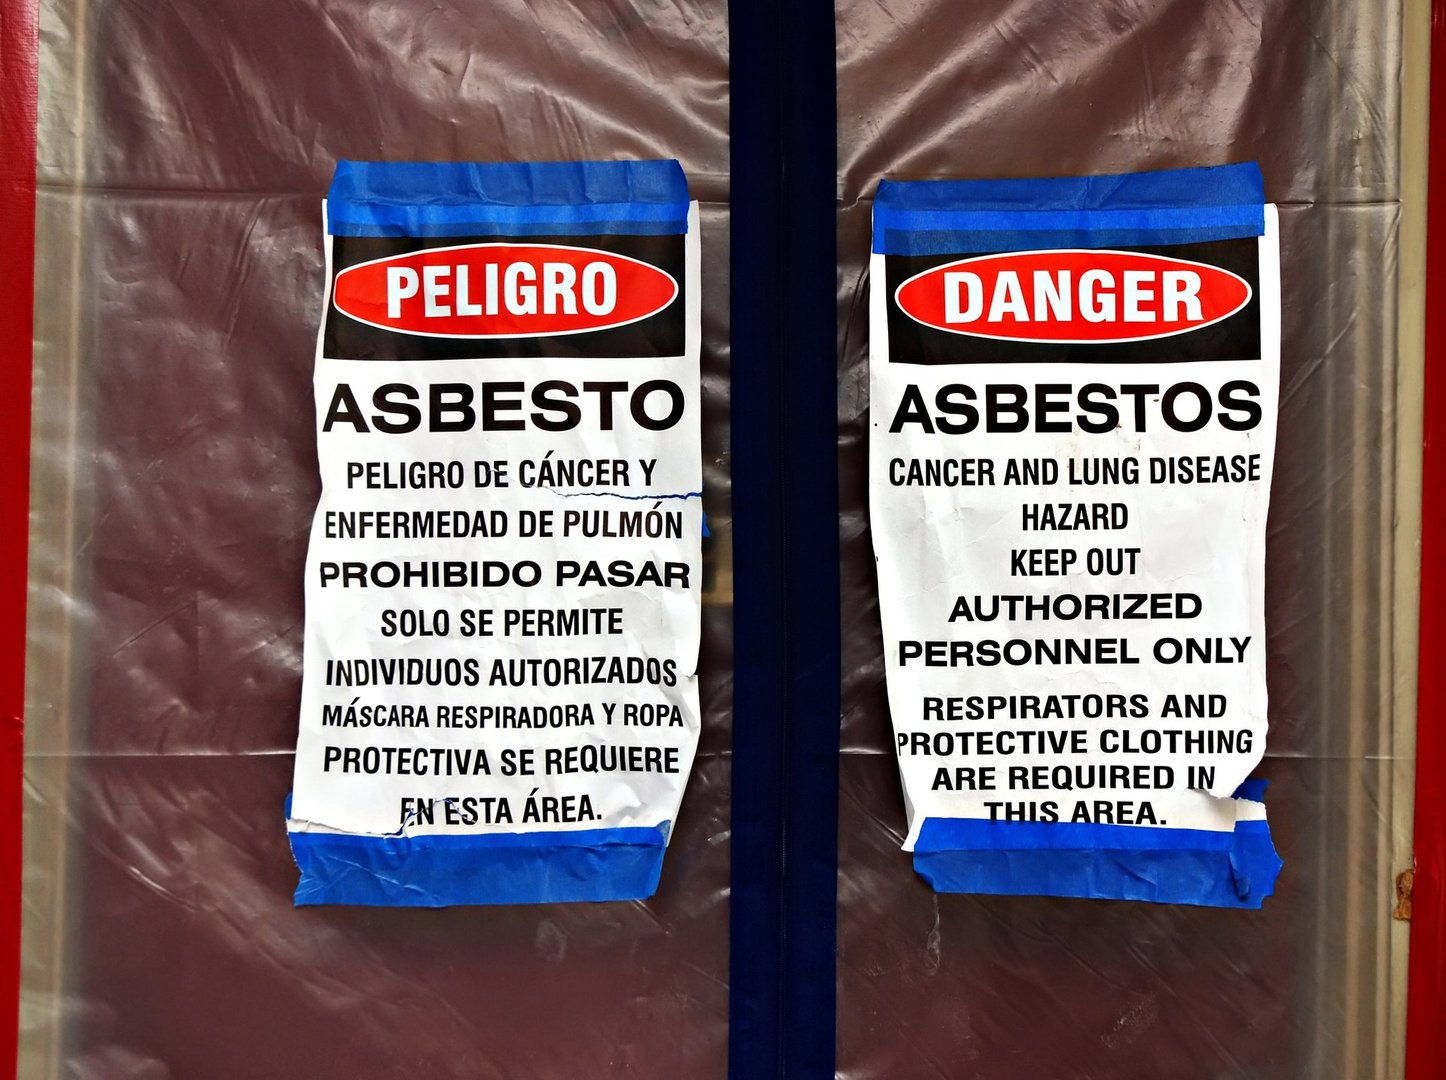 PELIGRO
ASBESTO
PELIGRO DE CÁNCER Y
ENFERMEDAD DE PULMÓN
PROHIBIDO PASAR
SOLO SE PERMITE
INDIVIDUOS AUTORIZADOS
MÁSCARA RESPIRADORA Y ROPA
PROTECTIVA SE REQUIERE
EN ESTA ÁREA.
DANGER
ASBESTOS
CANCER AND LUNG DISEASE
HAZARD
KEEP OUT
AUTHORIZED
PERSONNEL ONLY
RESPIRATORS AND
PROTECTIVE CLOTHING
ARE REQUIRED IN
THIS AREA.